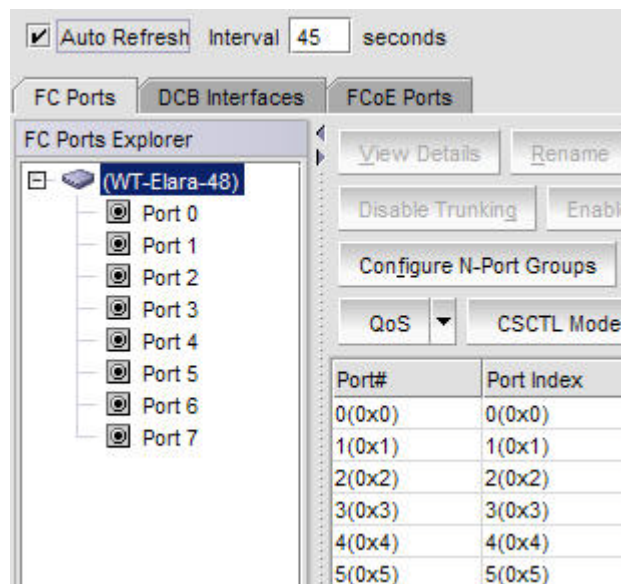 Auto Refresh Interval 45 seconds
FC Ports DCB Interfaces FCoE Ports
FC Ports Explorer
(WT-Elara-48)
Port 0
Port 1
Port 2
Port 3
Port 4
Port 5
Port 6
Port 7
View Details Rename
Disable Trunking Enabl
Configure N-Port Groups
QoS CSCTL Mode
Port# Port Index
0(0x0) 0(0x0)
1(0x1) 1(0x1)
2(0x2) 2(0x2)
3(0x3) 3(0x3)
4(0x4) 4(0x4)
5(0x5) 5(0x5)